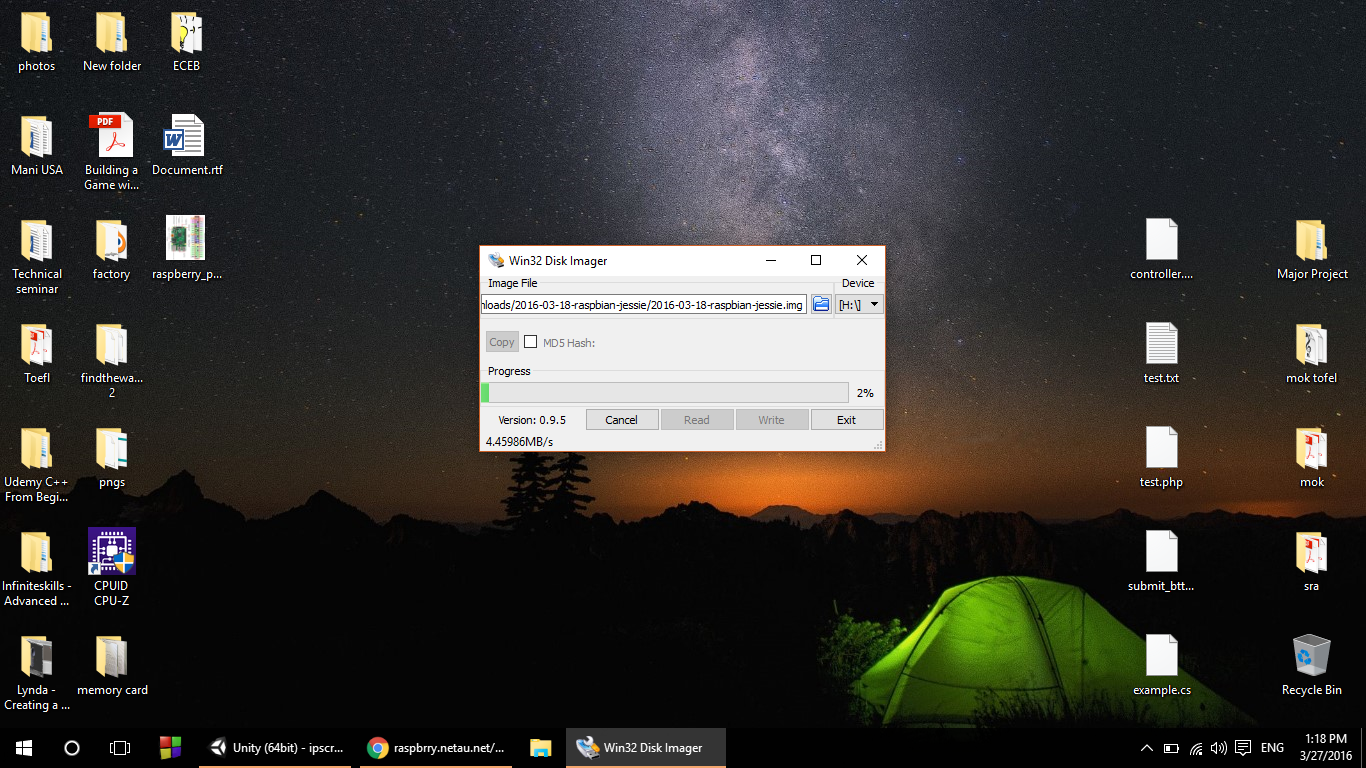 photos
New folder
ECEB
Mani USA
PDF
Building a
Game wi...
W
Document.rtf
Technical
seminar
factory
raspberry_p...
Toefl
findthewa...
2
Udemy C++
From Begi...
pngs
Infiniteskills -
Advanced ...
CPUID
CPU-Z
Lynda -
Creating a ...
memory card
Win32 Disk Imager
Image File
Device
nloads/2016-03-18-raspbian-jessie/2016-03-18-raspbian-jessie.img
[H:\]
Copy
MD5 Hash:
Progress
2%
Version: 0.9.5
Cancel
Read
Write
Exit
4.45986MB/s
controller....
Major Project
test.txt
mok tofel
test.php
mok
submit_btt...
sra
example.cs
Recycle Bin
Unity (64bit) - ipscr...
raspbrry.netau.net/...
Win32 Disk Imager
ENG
1:18 PM
3/27/2016